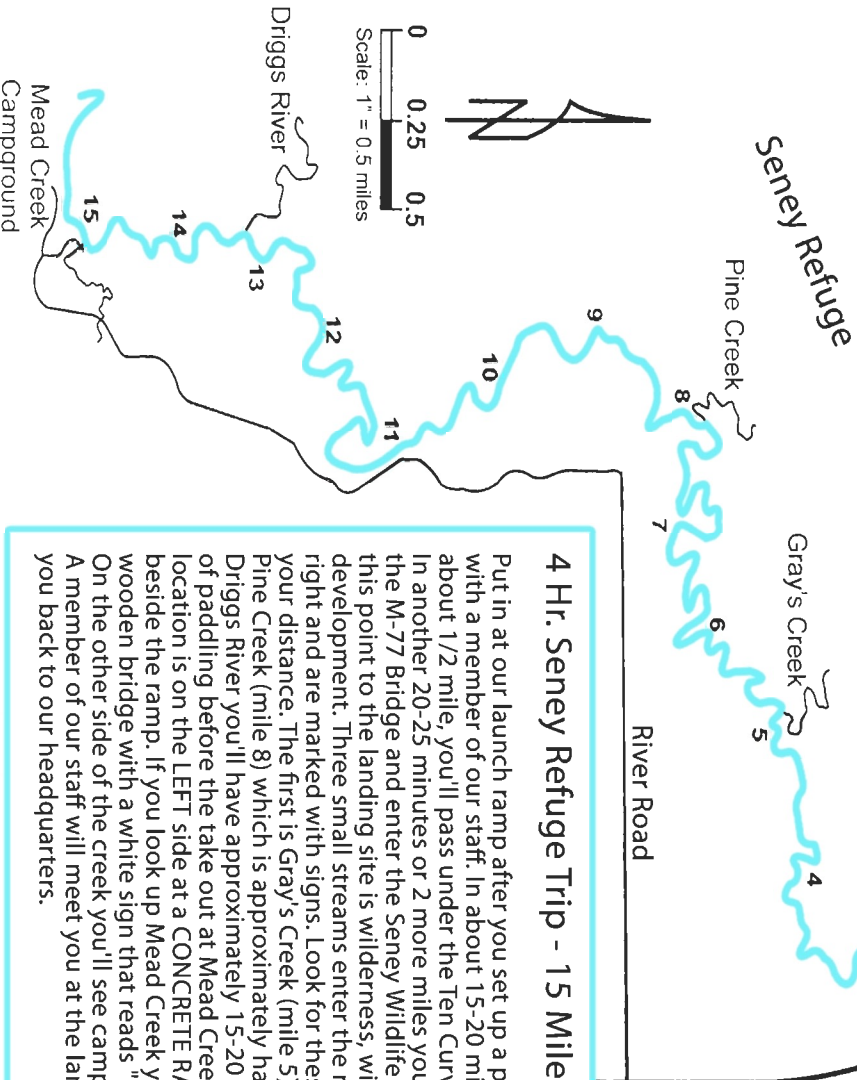 Seney Refuge
Pine Creek
Gray's Creek
4
5
6
7
8
9
10
11
12
13
14
15
River Road
N
0 0.25 0.5
Scale: 1" = 0.5 miles
Driggs River
Mead Creek
Campground
4 Hr. Seney Refuge Trip - 15 Mile
Put in at our launch ramp after you set up a p
with a member of our staff. In about 15-20 mi
about 1/2 mile, you'll pass under the Ten Curv
In another 20-25 minutes or 2 more miles you
the M-77 Bridge and enter the Seney Wildlife
this point to the landing site is wilderness, wi
development. Three small streams enter the r
right and are marked with signs. Look for thes
your distance. The first is Gray's Creek (mile 5)
Pine Creek (mile 8) which is approximately ha
Driggs River you'll have approximately 15-20
of paddling before the take out at Mead Cree
location is on the LEFT side at a CONCRETE RA
beside the ramp. If you look up Mead Creek y
wooden bridge with a white sign that reads "
On the other side of the creek you'll see camp
A member of our staff will meet you at the lan
you back to our headquarters.